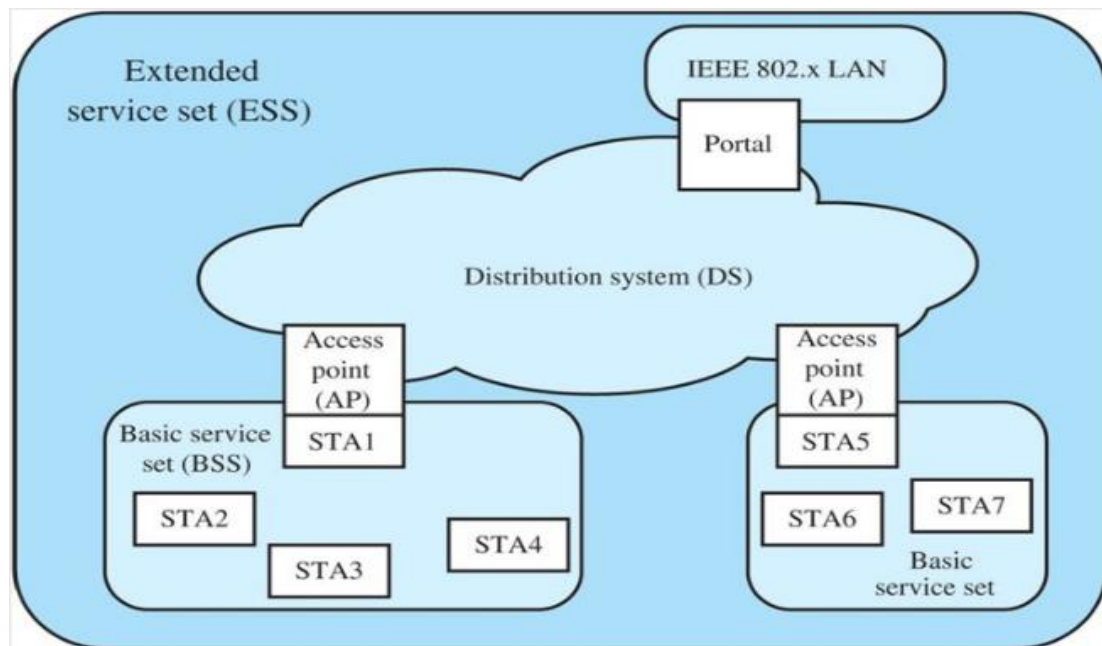 Extended
service set (ESS)
IEEE 802.x LAN
Portal
Distribution system (DS)
Access
point
(AP)
Access
point
(AP)
Basic service
set (BSS)
STA1
STA2
STA3
STA4
STA5
STA6
STA7
Basic
service set